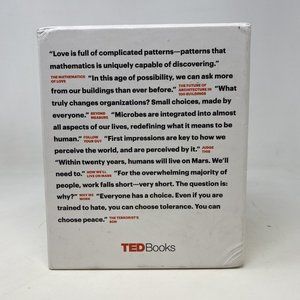 "Love is full of complicated patterns—patterns that
mathematics is uniquely capable of discovering."
THE MATHEMATICS OF LOVE "In this age of possibility, we can ask more
from our buildings than ever before." THE FUTURE OF ARCHITECTURE IN 100 BUILDINGS "What
truly changes organizations? Small choices, made by
everyone." BEYOND MEASURE "Microbes are integrated into almost
all aspects of our lives, redefining what it means to be
human." FOLLOW YOUR GUT "First impressions are key to how we
perceive the world, and are perceived by it." JUDGE THIS
"Within twenty years, humans will live on Mars. We'll
need to." HOW WE'LL LIVE ON MARS "For the overwhelming majority of
people, work falls short—very short. The question is:
why?" WHY WE WORK "Everyone has a choice. Even if you are
trained to hate, you can choose tolerance. You can
choose peace." THE TERRORIST'S SON
TEDBooks